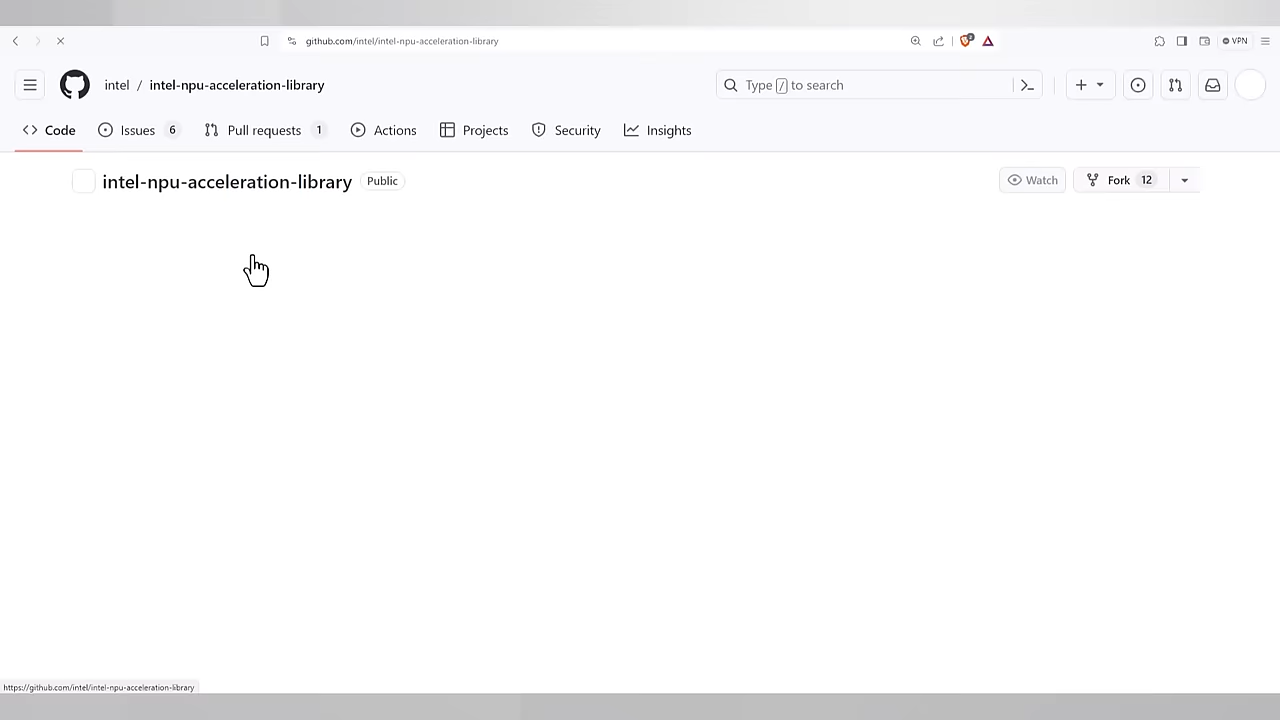 github.com/intel/intel-npu-acceleration-library
VPN
intel / intel-npu-acceleration-library
Type / to search
Code
Issues 6
Pull requests 1
Actions
Projects
Security
Insights
intel-npu-acceleration-library Public
Watch
Fork 12
https://github.com/intel/intel-npu-acceleration-library